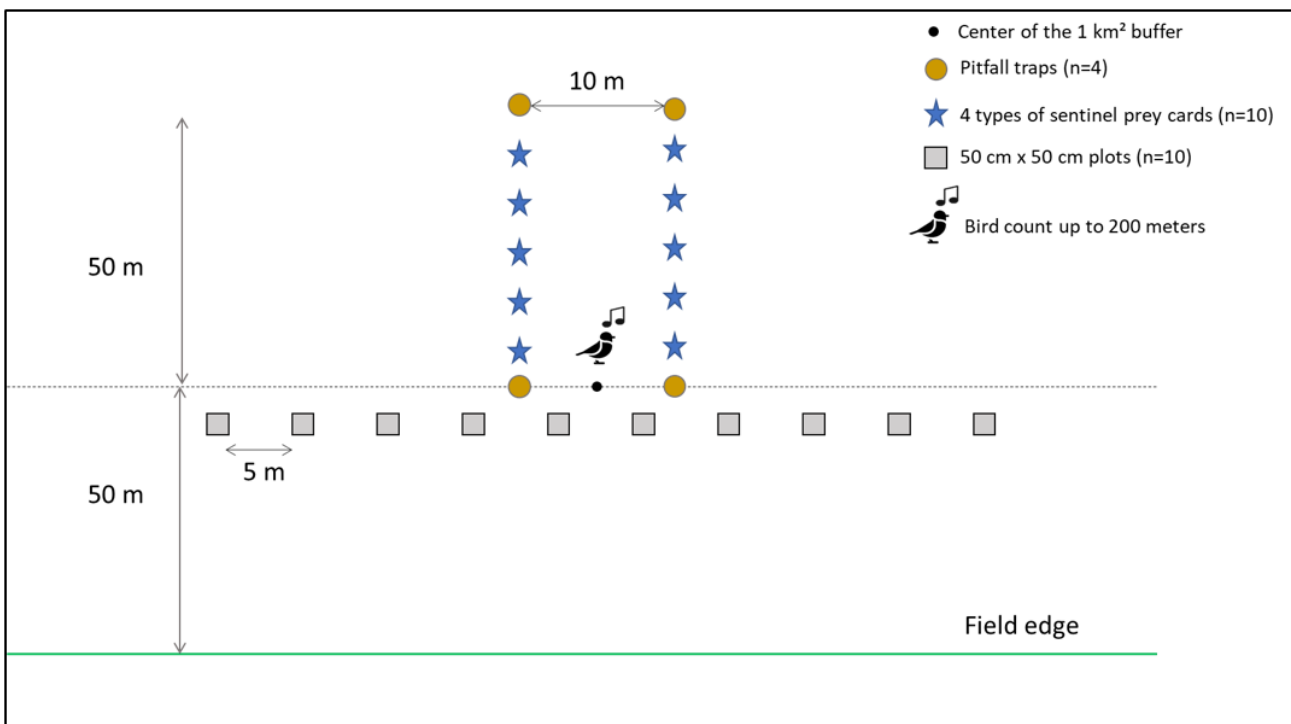 Center of the 1 km² buffer
Pitfall traps (n=4)
4 types of sentinel prey cards (n=10)
50 cm x 50 cm plots (n=10)
Bird count up to 200 meters
10 m
50 m
5 m
50 m
Field edge